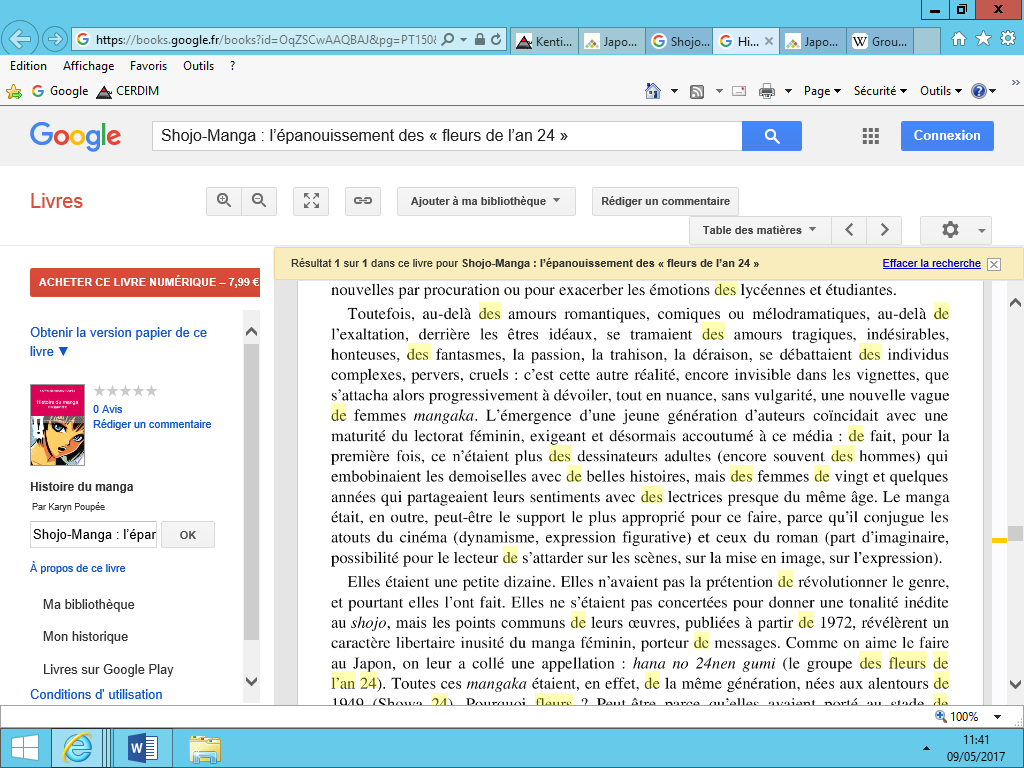 https://books.google.fr/books?id=OqZSCwAAQBAJ&pg=PT150&
Kenti...
Japo...
Shojo...
Hi...
Japo...
Grou...
Edition Affichage Favoris Outils ?
Google CERDIM
Page Sécurité Outils
Google
Shojo-Manga : l'épanouissement des « fleurs de l'an 24 »
Connexion
Livres
Ajouter à ma bibliothèque
Rédiger un commentaire
Table des matières
Résultat 1 sur 1 dans ce livre pour Shojo-Manga : l'épanouissement des « fleurs de l'an 24 »
Effacer la recherche
ACHETER CE LIVRE NUMÉRIQUE – 7,99 €
Obtenir la version papier de ce
livre ▼
0 Avis
Rédiger un commentaire
Histoire du manga
Histoire du manga
Par Karyn Poupée
Shojo-Manga : l'épar
OK
À propos de ce livre
Ma bibliothèque
Mon historique
Livres sur Google Play
Conditions d' utilisation
nouvelles par procuration ou pour exacerber les émotions des lycéennes et étudiantes.
Toutefois, au-delà des amours romantiques, comiques ou mélodramatiques, au-delà de
l'exaltation, derrière les êtres idéaux, se tramaient des amours tragiques, indésirables,
honteuses, des fantasmes, la passion, la trahison, la déraison, se débattaient des individus
complexes, pervers, cruels : c'est cette autre réalité, encore invisible dans les vignettes, que
s'attacha alors progressivement à dévoiler, tout en nuance, sans vulgarité, une nouvelle vague
de femmes mangaka. L'émergence d'une jeune génération d'auteurs coïncidait avec une
maturité du lectorat féminin, exigeant et désormais accoutumé à ce média : de fait, pour la
première fois, ce n'étaient plus des dessinateurs adultes (encore souvent des hommes) qui
embobinaient les demoiselles avec de belles histoires, mais des femmes de vingt et quelques
années qui partageaient leurs sentiments avec des lectrices presque du même âge. Le manga
était, en outre, peut-être le support le plus approprié pour ce faire, parce qu'il conjugue les
atouts du cinéma (dynamisme, expression figurative) et ceux du roman (part d'imaginaire,
possibilité pour le lecteur de s'attarder sur les scènes, sur la mise en image, sur l'expression).
Elles étaient une petite dizaine. Elles n'avaient pas la prétention de révolutionner le genre,
et pourtant elles l'ont fait. Elles ne s'étaient pas concertées pour donner une tonalité inédite
au shojo, mais les points communs de leurs œuvres, publiées à partir de 1972, révélèrent un
caractère libertaire inusité du manga féminin, porteur de messages. Comme on aime le faire
au Japon, on leur a collé une appellation : hana no 24nen gumi (le groupe des fleurs de
l'an 24). Toutes ces mangaka étaient, en effet, de la même génération, nées aux alentours de
1949 (Showa 24). Pourquoi fleurs ? Peut-être parce qu'elles avaient porté au stade de
100%
11:41
09/05/2017